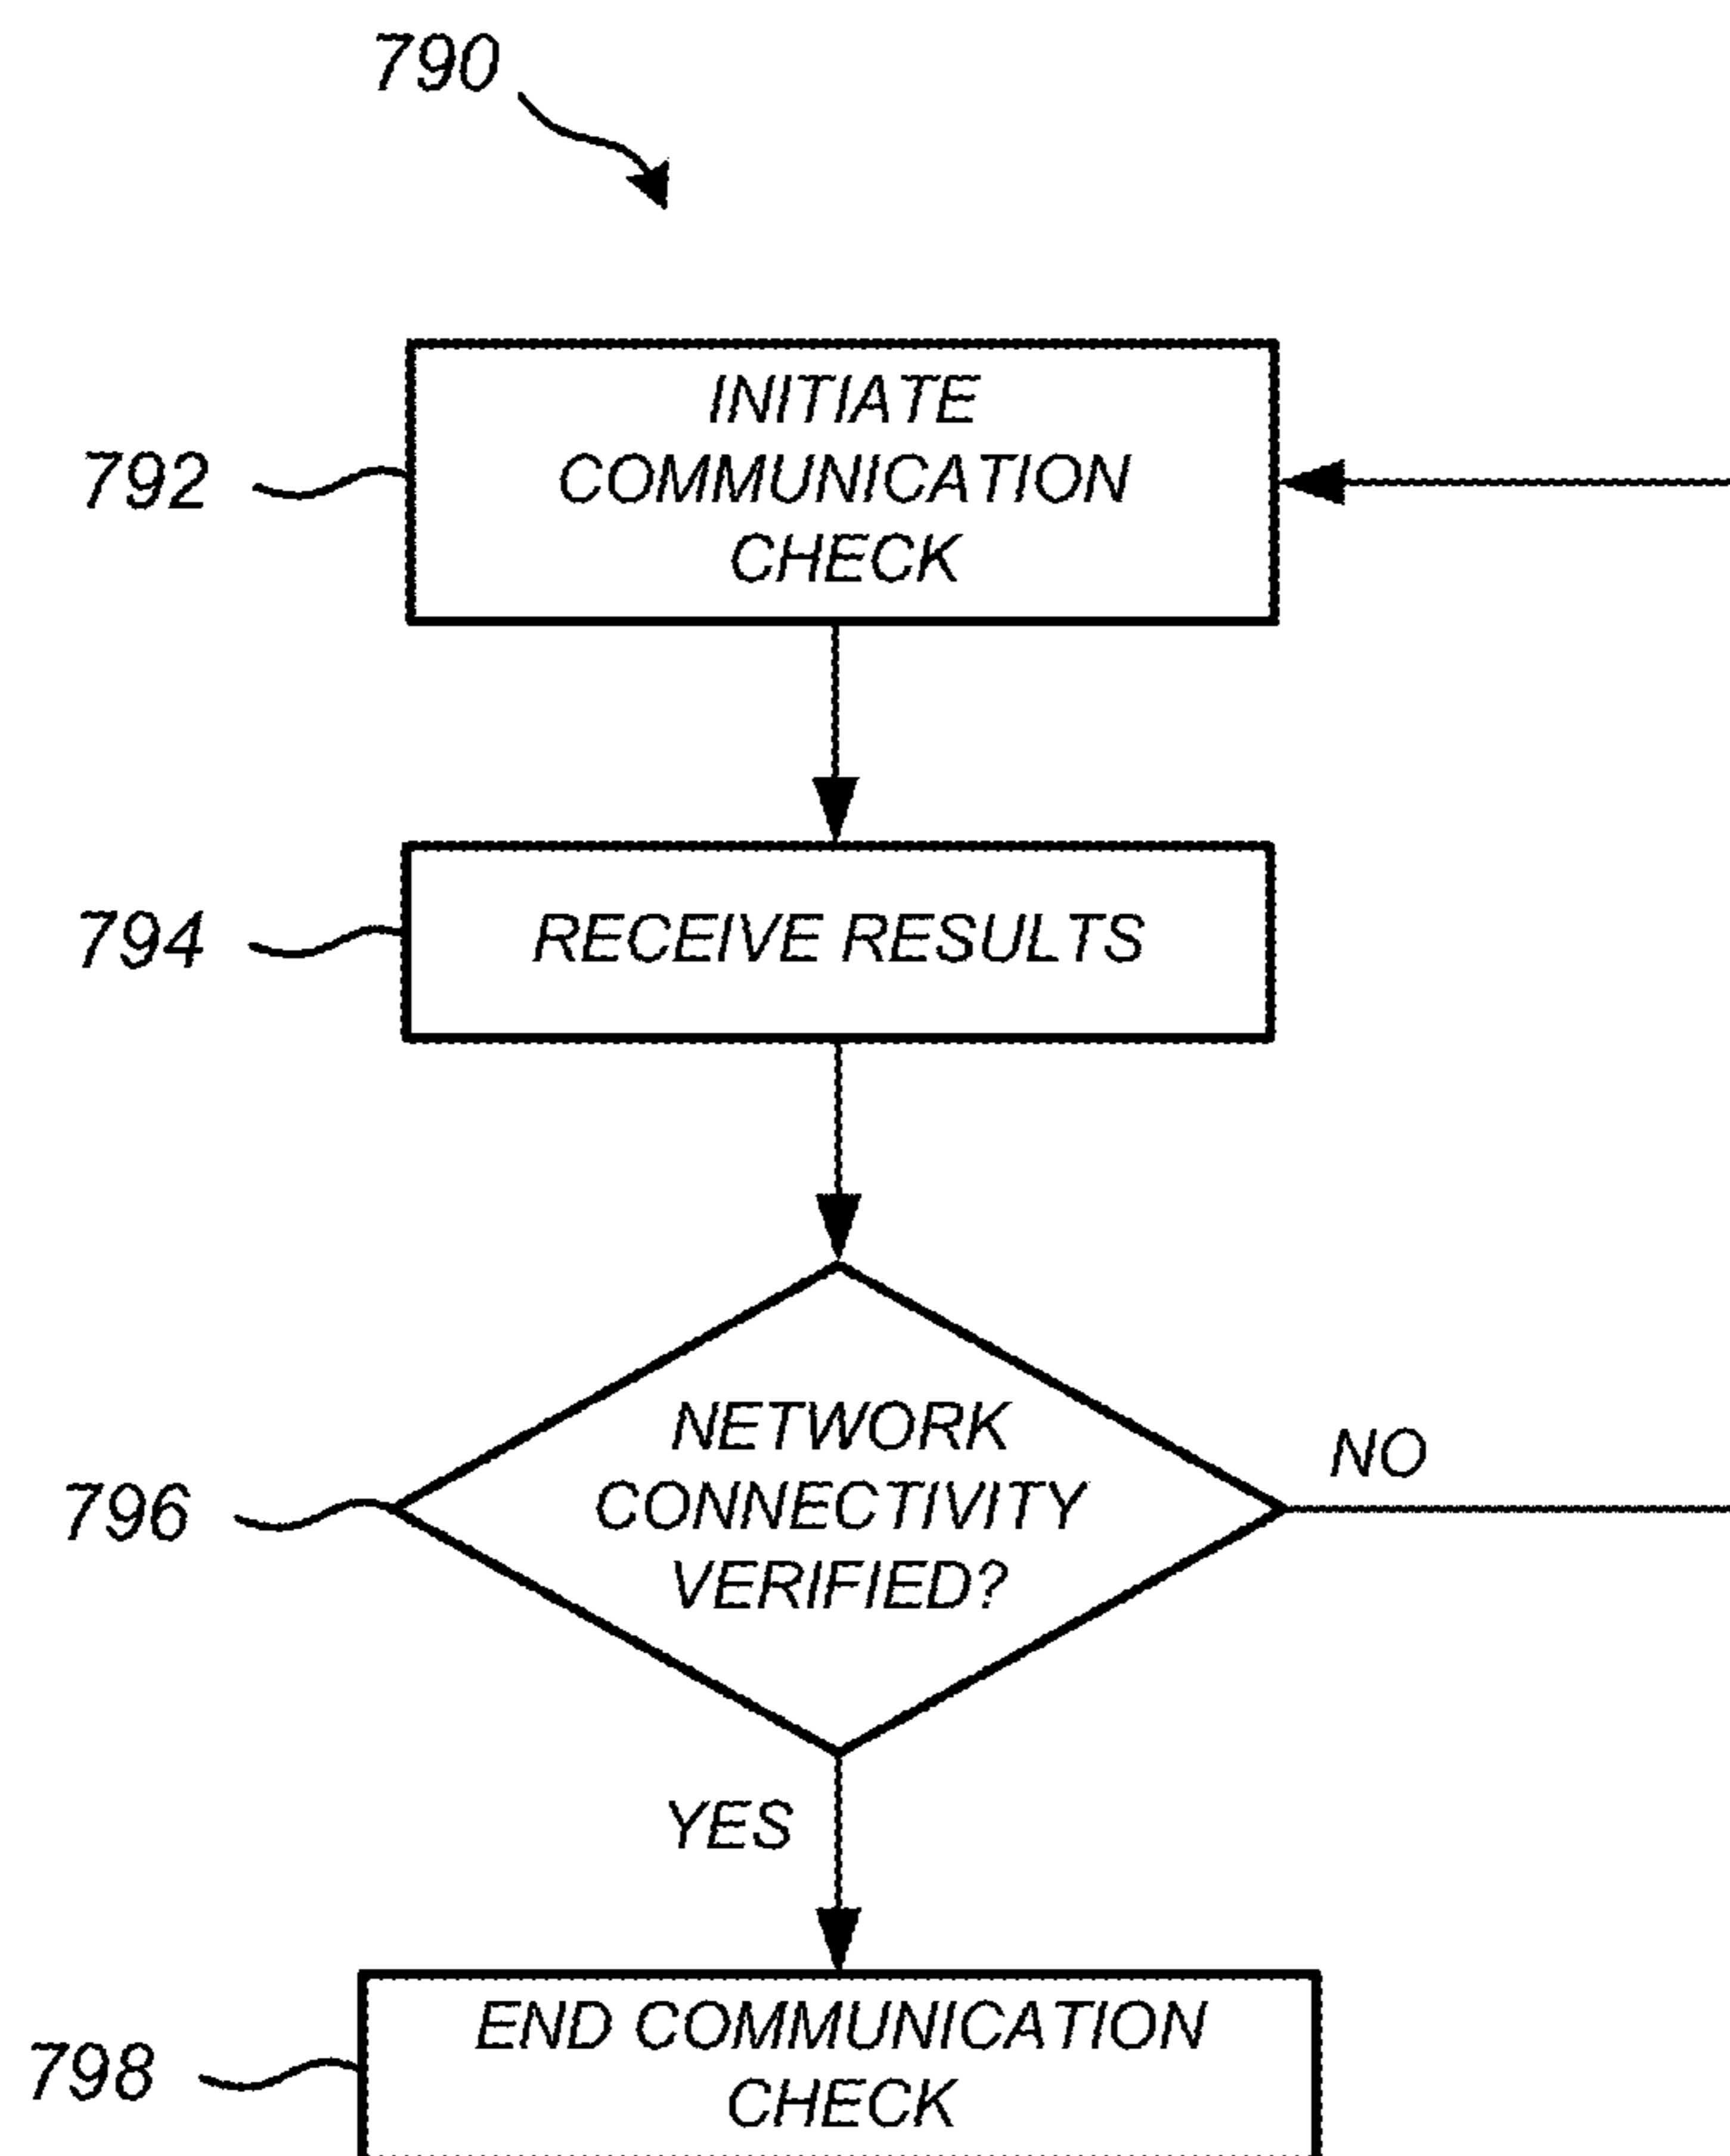 790
792
INITIATE
COMMUNICATION
CHECK
794
RECEIVE RESULTS
796
NETWORK
CONNECTIVITY
VERIFIED?
NO
YES
798
END COMMUNICATION
CHECK